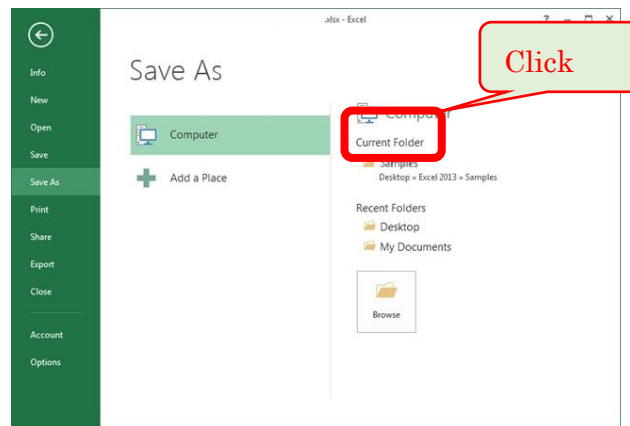 .xlsx - Excel
? – □ ×
Click
Info
New
Open
Save
Save As
Print
Share
Export
Close
Account
Options
Save As
Computer
Add a Place
Computer
Current Folder
Samples
Desktop » Excel 2013 » Samples
Recent Folders
Desktop
My Documents
Browse